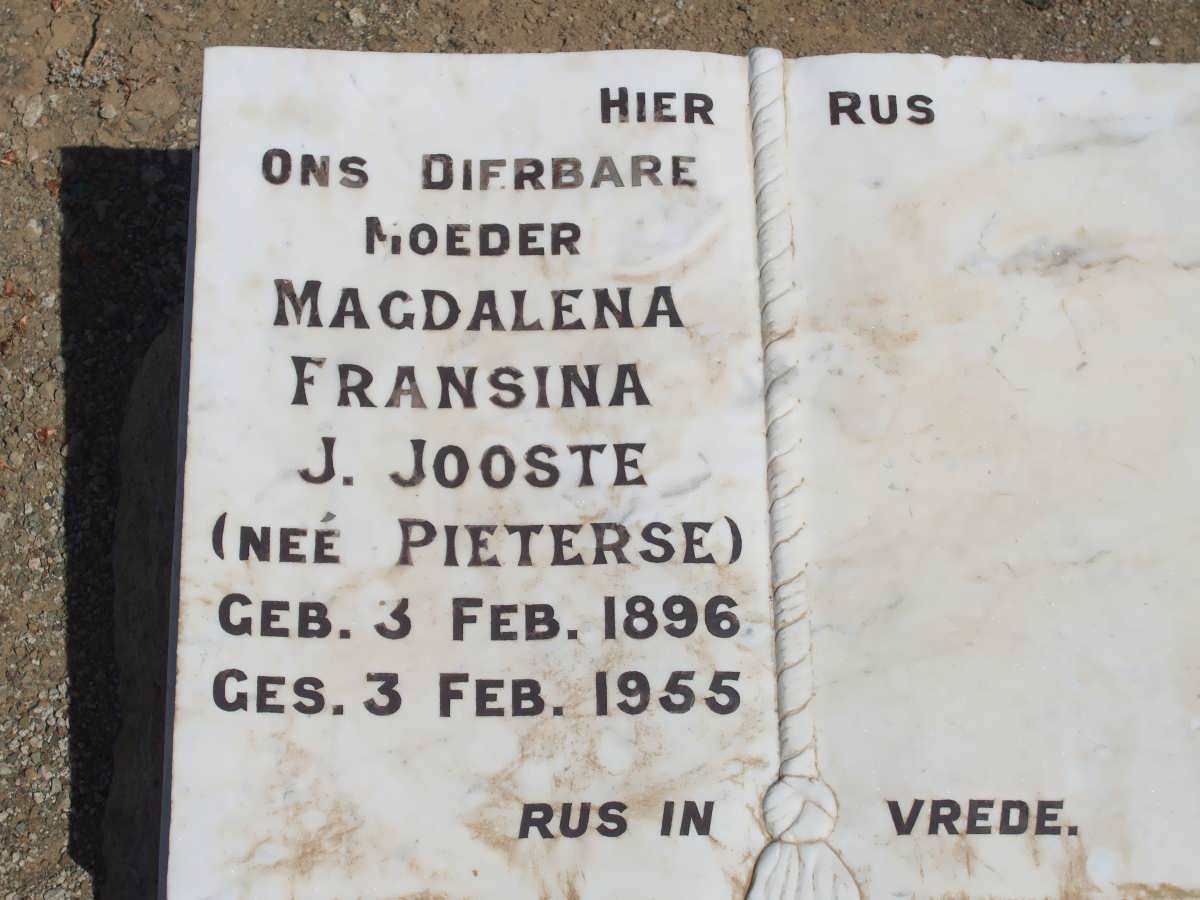 HIER RUS
ONS DIERBARE
MOEDER
MAGDALENA
FRANSINA
J. JOOSTE
(NEÉ PIETERSE)
GEB. 3 FEB. 1896
GES. 3 FEB. 1955
RUS IN VREDE.